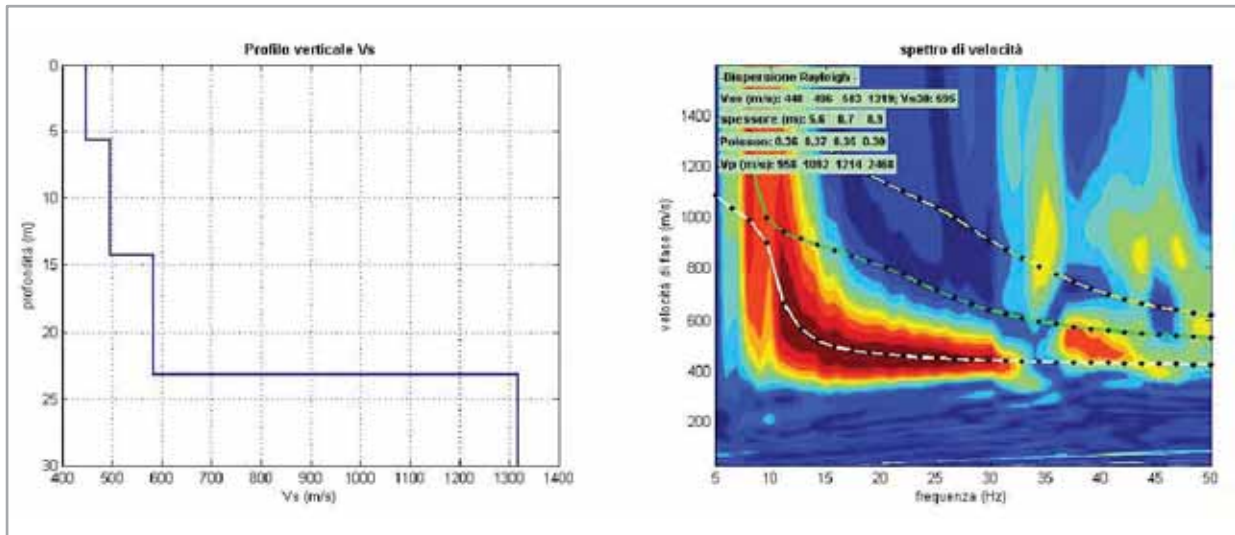 Profilo verticale Vs
0
5
10
15
20
25
30
profondità (m)
400 500 600 700 800 900 1000 1100 1200 1300 1400
Vs (m/s)
spettro di velocità
-Dispersione Rayleigh -
(m/s): 448 496 583 1319; Vs30:
spessore (m): 5.6 8.7 8.9
Poisson: 0.36 0.37 0.35 0.30
Vp (m/s): 958 1092 1214 2468
1400
1200
1000
800
600
400
200
velocità di fase (m/s)
5 10 15 20 25 30 35 40 45 50
frequenza (Hz)